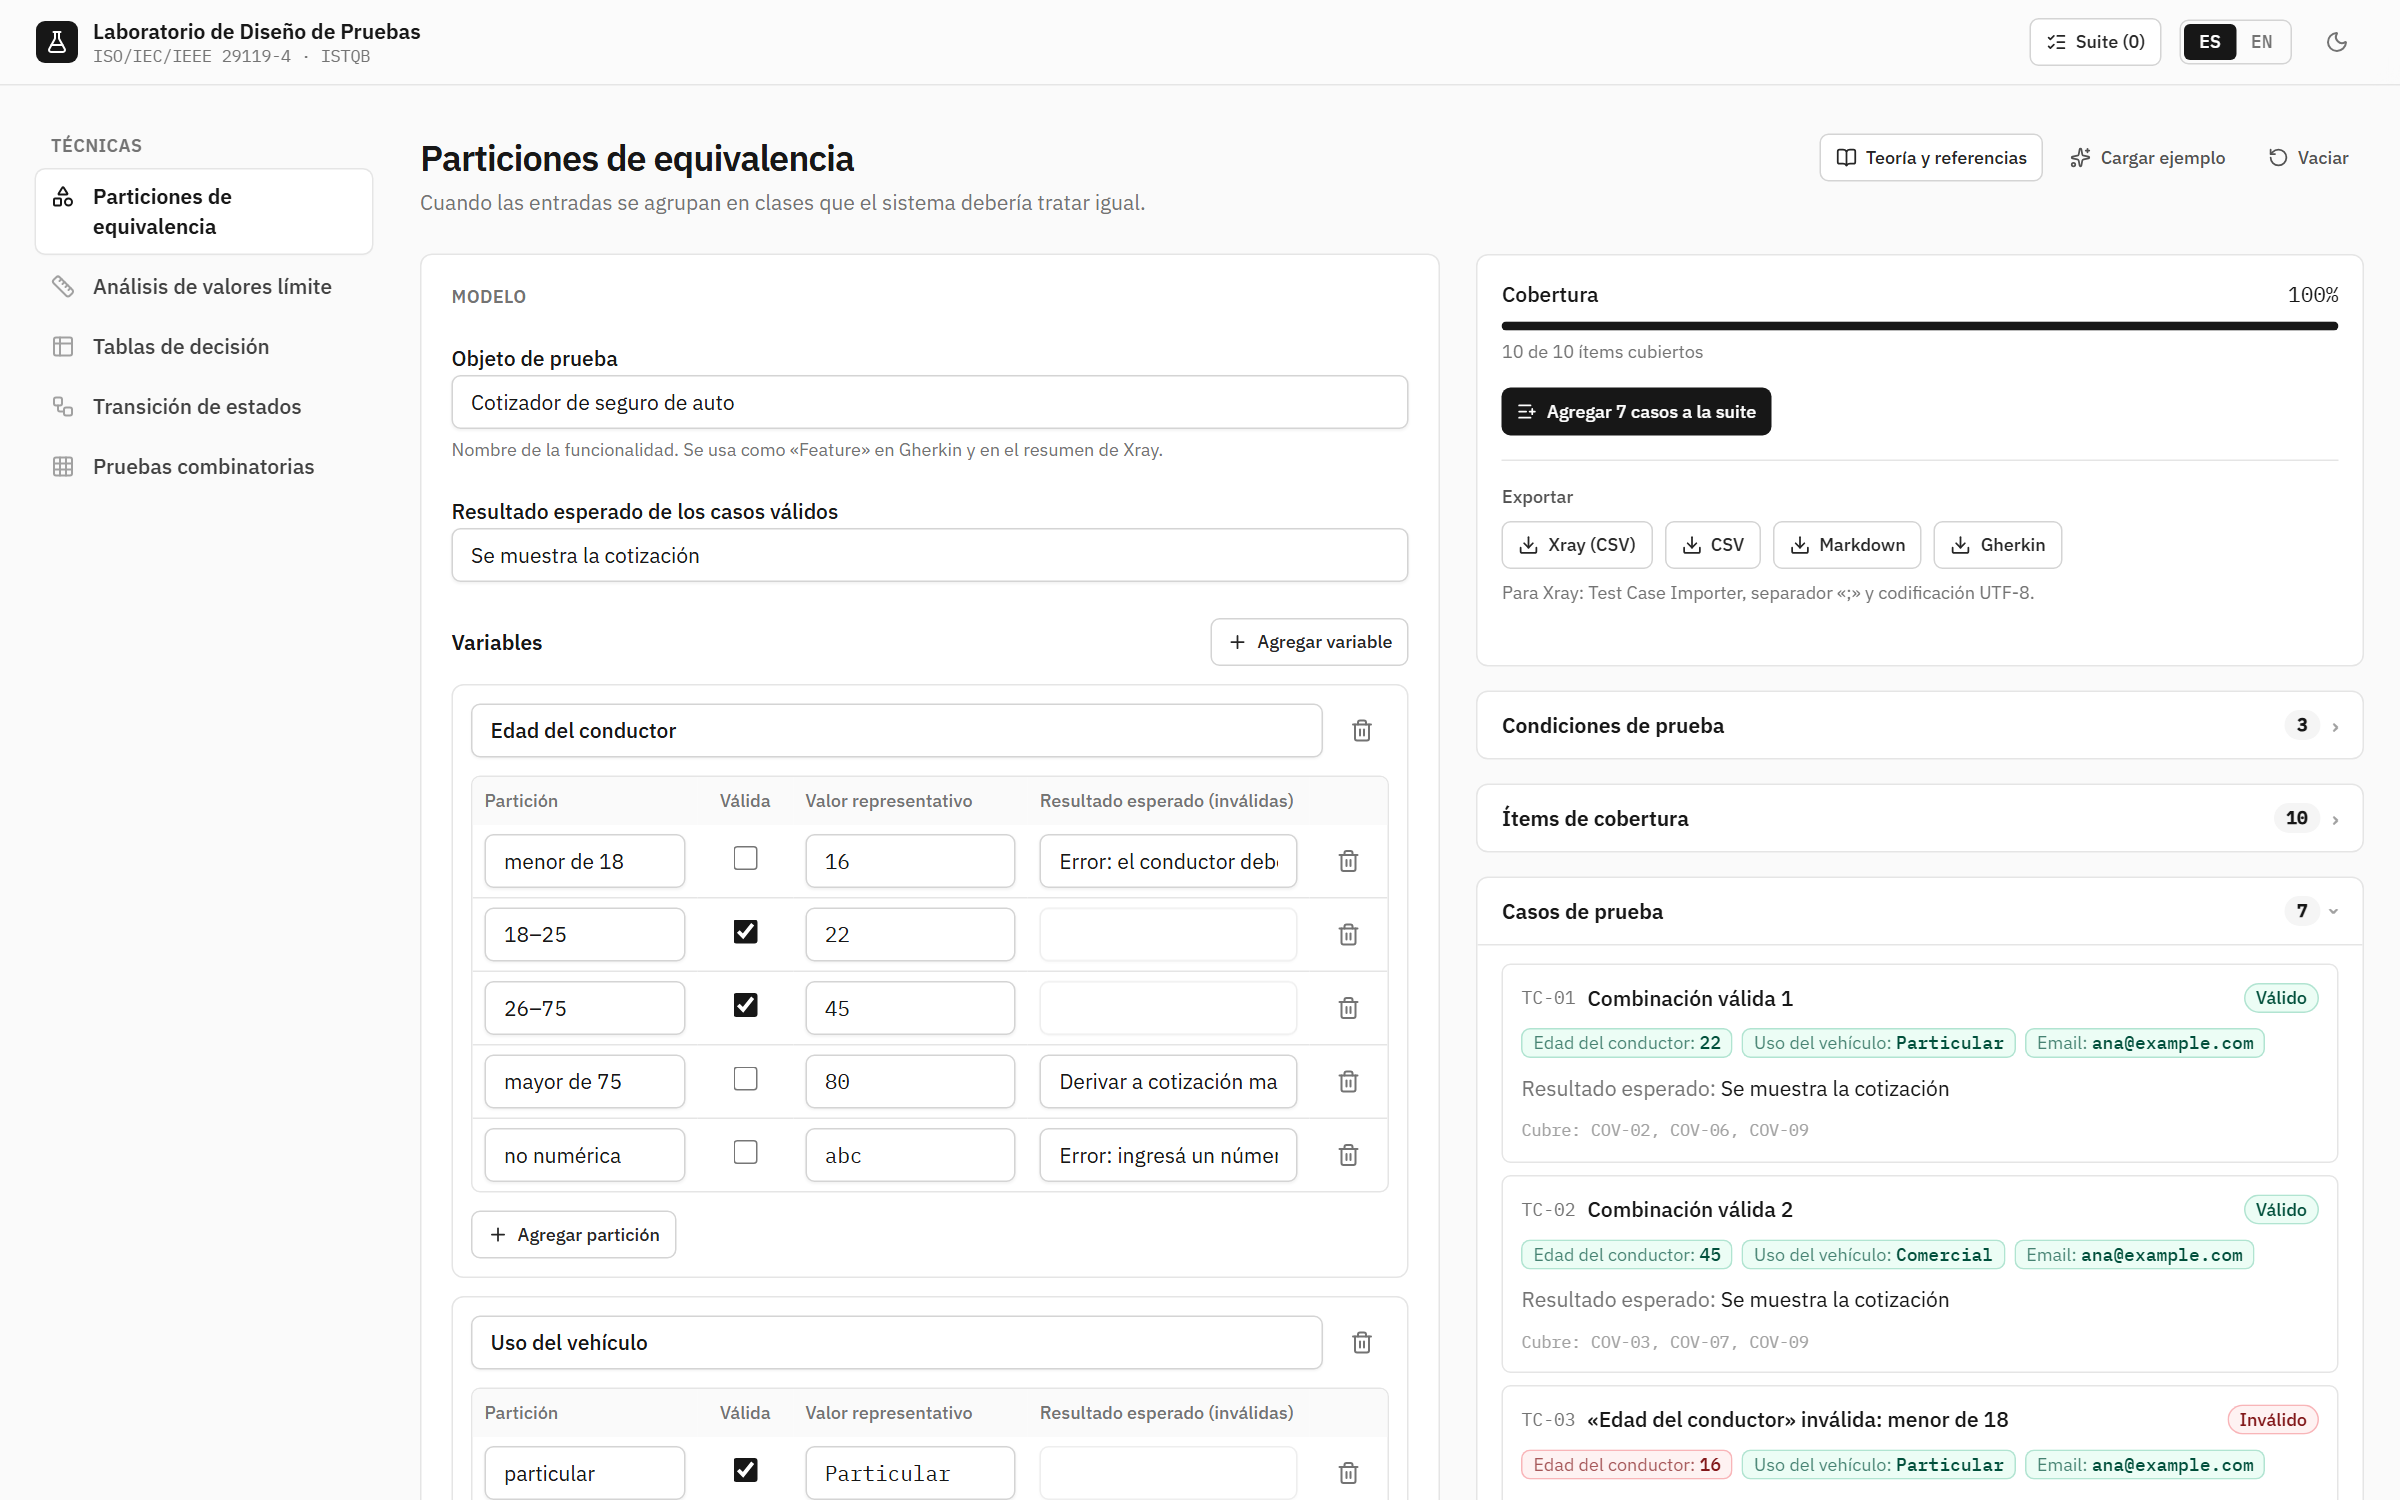 Laboratorio de Diseño de Pruebas
ISO/IEC/IEEE 29119-4 · ISTQB
Suite (0)
ES
EN
TÉCNICAS
Particiones de
equivalencia
Análisis de valores límite
Tablas de decisión
Transición de estados
Pruebas combinatorias
Particiones de equivalencia
Cuando las entradas se agrupan en clases que el sistema debería tratar igual.
Teoría y referencias
Cargar ejemplo
Vaciar
MODELO
Objeto de prueba
Cotizador de seguro de auto
Nombre de la funcionalidad. Se usa como «Feature» en Gherkin y en el resumen de Xray.
Resultado esperado de los casos válidos
Se muestra la cotización
Variables
Agregar variable
Edad del conductor
Partición Válida Valor representativo Resultado esperado (inválidas)
menor de 18 16 Error: el conductor deb
18–25 22
26–75 45
mayor de 75 80 Derivar a cotización ma
no numérica abc Error: ingresá un númer
Agregar partición
Uso del vehículo
Partición Válida Valor representativo Resultado esperado (inválidas)
particular Particular
Cobertura 100%
10 de 10 ítems cubiertos
Agregar 7 casos a la suite
Exportar
Xray (CSV) CSV Markdown Gherkin
Para Xray: Test Case Importer, separador «;» y codificación UTF-8.
Condiciones de prueba 3
Ítems de cobertura 10
Casos de prueba 7
TC-01 Combinación válida 1 Válido
Edad del conductor: 22 Uso del vehículo: Particular Email: ana@example.com
Resultado esperado: Se muestra la cotización
Cubre: COV-02, COV-06, COV-09
TC-02 Combinación válida 2 Válido
Edad del conductor: 45 Uso del vehículo: Comercial Email: ana@example.com
Resultado esperado: Se muestra la cotización
Cubre: COV-03, COV-07, COV-09
TC-03 «Edad del conductor» inválida: menor de 18 Inválido
Edad del conductor: 16 Uso del vehículo: Particular Email: ana@example.com